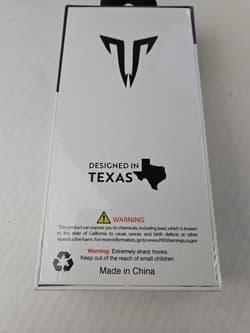 DESIGNED IN
TEXAS
WARNING
This product can expose you to chemicals, including lead, which is known
to the state of California to cause cancer, and birth defects or other
reproductive harm. For more information, go to www.P65Warnings.ca.gov
Warning: Extremely sharp hooks.
Keep out of the reach of small children
Made in China